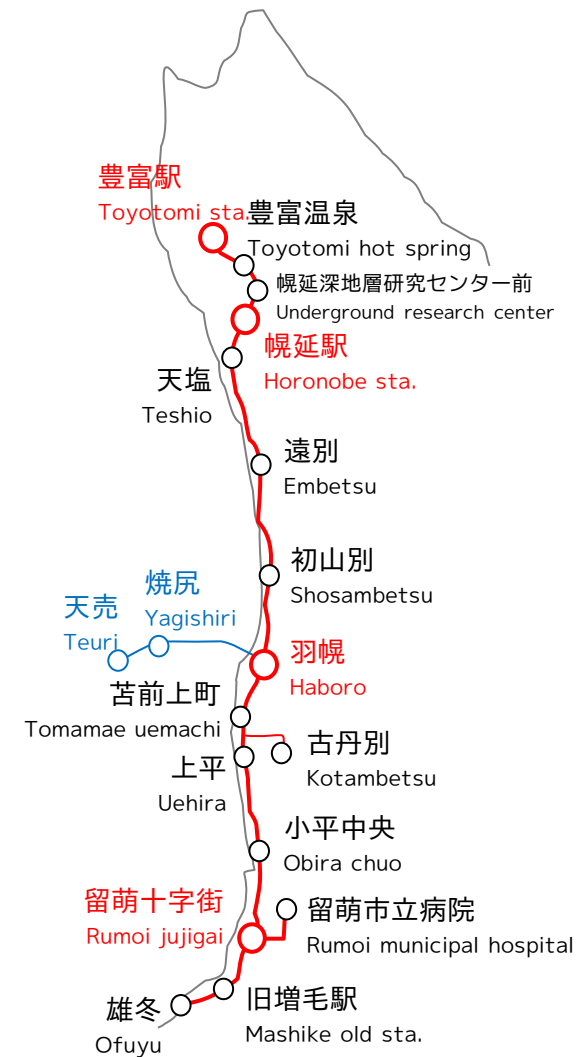 豊富駅
Toyotomi sta.
豊富温泉
Toyotomi hot spring
幌延深地層研究センター前
Underground research center
幌延駅
Horonobe sta.
天塩
Teshio
遠別
Embetsu
初山別
Shosambetsu
焼尻
Yagishiri
天売
Teuri
羽幌
Haboro
苫前上町
Tomamae uemachi
古丹別
Kotambetsu
上平
Uehira
小平中央
Obira chuo
留萌十字街
Rumoi jujigai
留萌市立病院
Rumoi municipal hospital
旧増毛駅
Mashike old sta.
雄冬
Ofuyu